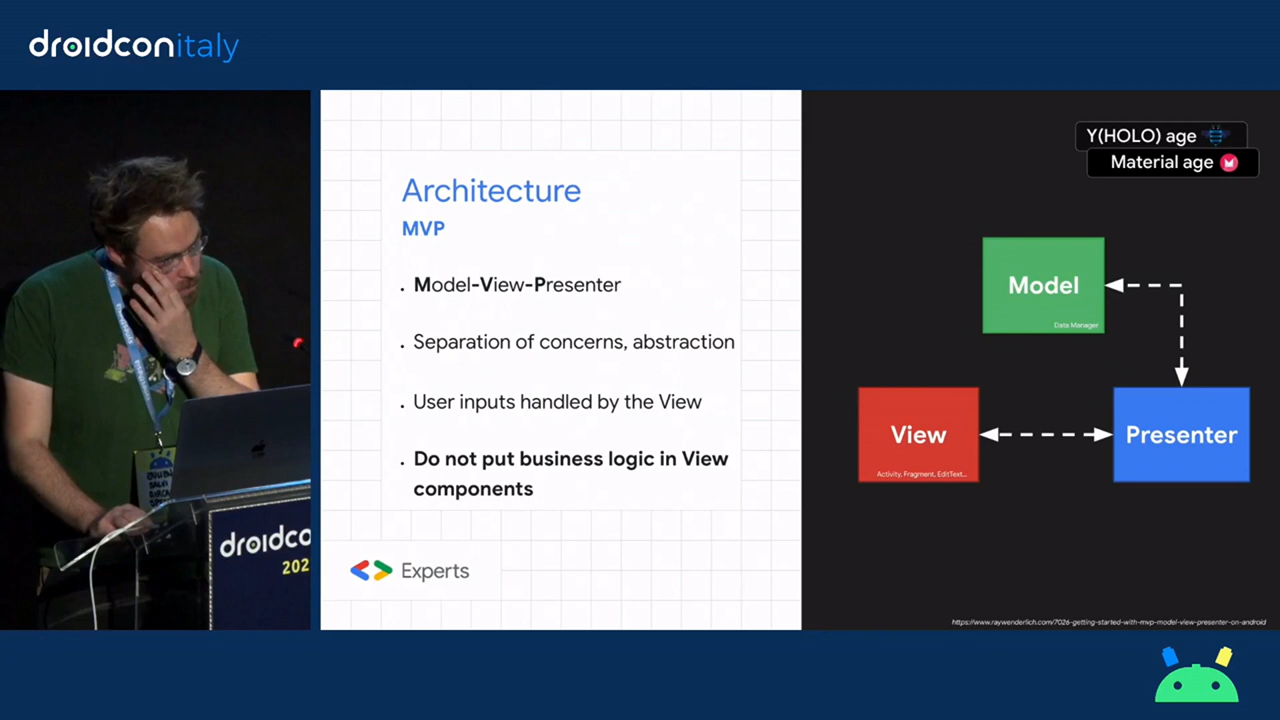 droidconitaly
Architecture
MVP
. Model-View-Presenter
. Separation of concerns, abstraction
. User inputs handled by the View
. Do not put business logic in View
components
Experts
Y(HOLO) age
Material age
Model
Data Manager
View
Activity, Fragment, EditText...
Presenter
https://www.raywenderlich.com/7026-getting-started-with-mvp-model-view-presenter-on-android
droidco
202